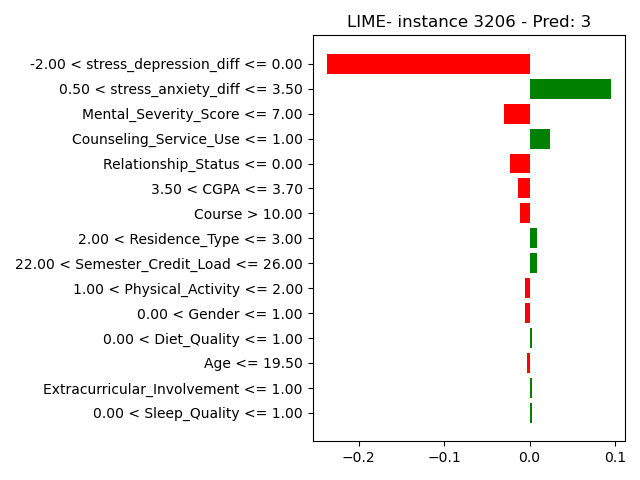 LIME- instance 3206 - Pred: 3
-2.00 < stress_depression_diff <= 0.00
0.50 < stress_anxiety_diff <= 3.50
Mental_Severity_Score <= 7.00
Counseling_Service_Use <= 1.00
Relationship_Status <= 0.00
3.50 < CGPA <= 3.70
Course > 10.00
2.00 < Residence_Type <= 3.00
22.00 < Semester_Credit_Load <= 26.00
1.00 < Physical_Activity <= 2.00
0.00 < Gender <= 1.00
0.00 < Diet_Quality <= 1.00
Age <= 19.50
Extracurricular_Involvement <= 1.00
0.00 < Sleep_Quality <= 1.00
−0.2 −0.1 0.0 0.1